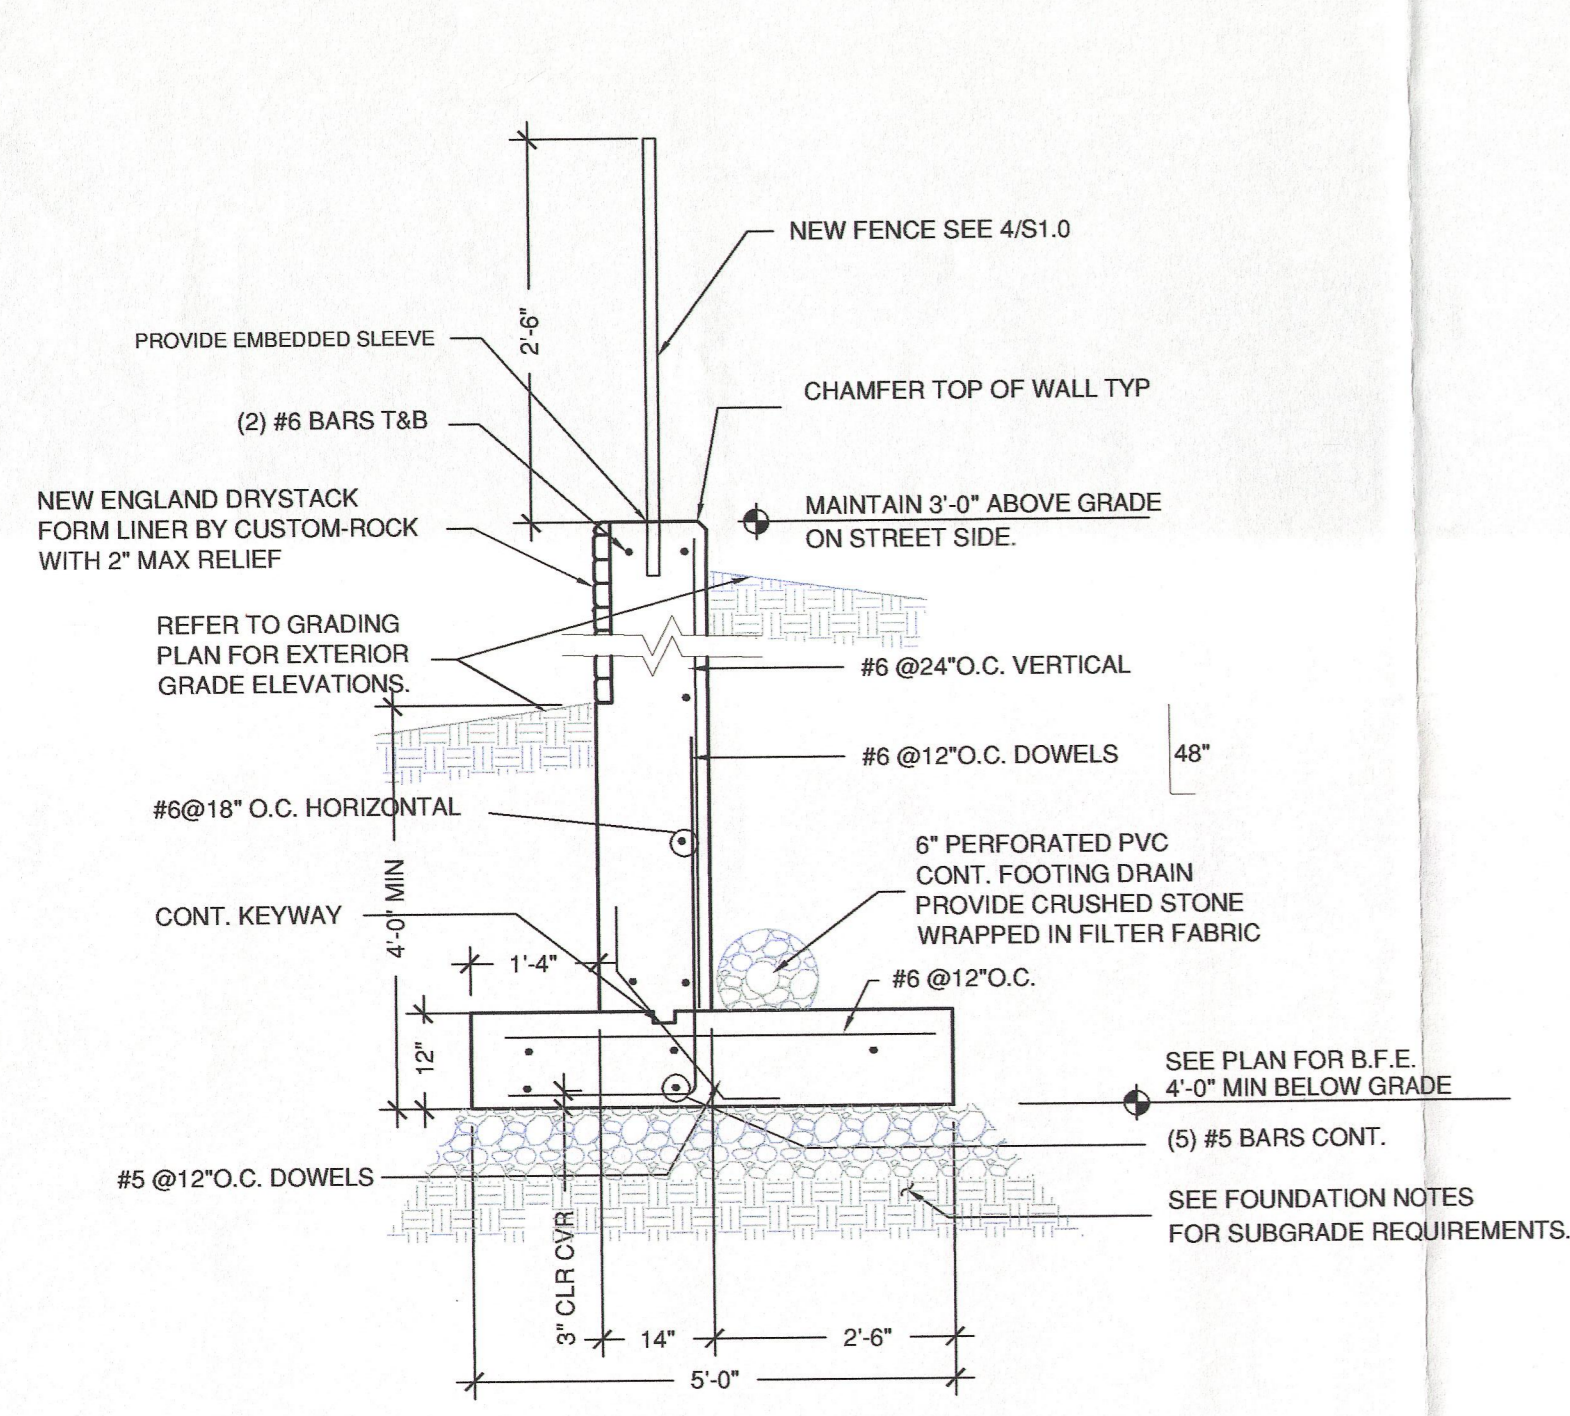 NEW FENCE SEE 4/S1.0
2'-6"
PROVIDE EMBEDDED SLEEVE
CHAMFER TOP OF WALL TYP
(2) #6 BARS T&B
NEW ENGLAND DRYSTACK
FORM LINER BY CUSTOM-ROCK
WITH 2" MAX RELIEF
MAINTAIN 3'-0" ABOVE GRADE
ON STREET SIDE.
REFER TO GRADING
PLAN FOR EXTERIOR
GRADE ELEVATIONS.
#6 @24"O.C. VERTICAL
#6 @12"O.C. DOWELS
48"
#6@18" O.C. HORIZONTAL
6" PERFORATED PVC
CONT. FOOTING DRAIN
PROVIDE CRUSHED STONE
WRAPPED IN FILTER FABRIC
4'-0" MIN
CONT. KEYWAY
1'-4"
#6 @12"O.C.
12"
SEE PLAN FOR B.F.E.
4'-0" MIN BELOW GRADE
(5) #5 BARS CONT.
#5 @12"O.C. DOWELS
SEE FOUNDATION NOTES
FOR SUBGRADE REQUIREMENTS.
3" CLR CVR
14"
2'-6"
5'-0"